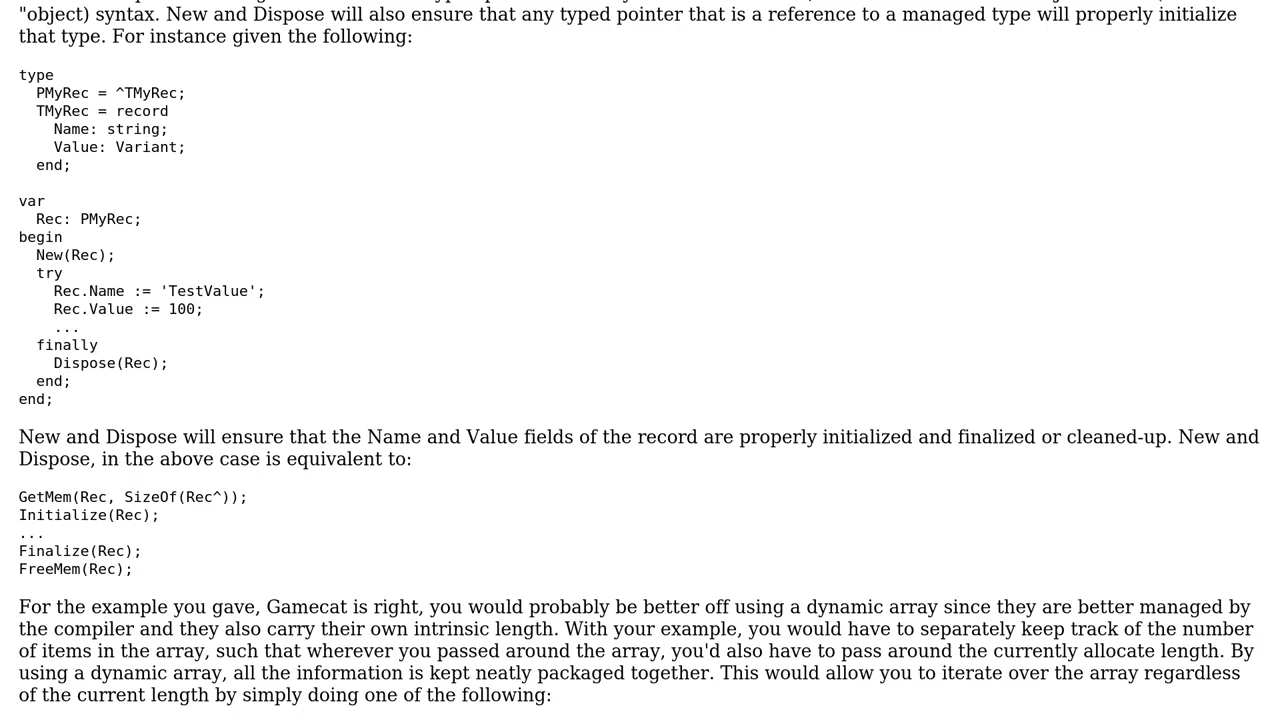 "object) syntax. New and Dispose will also ensure that any typed pointer that is a reference to a managed type will properly initialize
that type. For instance given the following:
type
  PMyRec = ^TMyRec;
  TMyRec = record
    Name: string;
    Value: Variant;
  end;
var
  Rec: PMyRec;
begin
  New(Rec);
  try
    Rec.Name := 'TestValue';
    Rec.Value := 100;
    ...
  finally
    Dispose(Rec);
  end;
end;
New and Dispose will ensure that the Name and Value fields of the record are properly initialized and finalized or cleaned-up. New and
Dispose, in the above case is equivalent to:
GetMem(Rec, SizeOf(Rec^));
Initialize(Rec);
...
Finalize(Rec);
FreeMem(Rec);
For the example you gave, Gamecat is right, you would probably be better off using a dynamic array since they are better managed by
the compiler and they also carry their own intrinsic length. With your example, you would have to separately keep track of the number
of items in the array, such that wherever you passed around the array, you'd also have to pass around the currently allocate length. By
using a dynamic array, all the information is kept neatly packaged together. This would allow you to iterate over the array regardless
of the current length by simply doing one of the following: